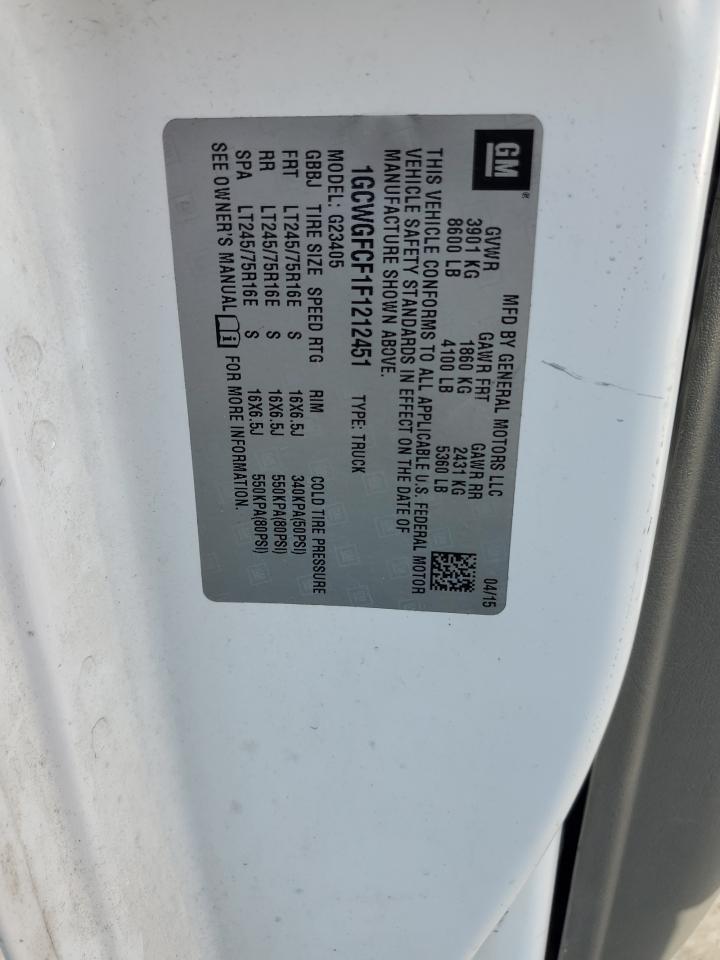 GM®
MFD BY GENERAL MOTORS LLC 04/15
GVWR GAWR FRT GAWR RR
3901 KG 1860 KG 2431 KG
8600 LB 4100 LB 5360 LB
THIS VEHICLE CONFORMS TO ALL APPLICABLE U.S. FEDERAL MOTOR
VEHICLE SAFETY STANDARDS IN EFFECT ON THE DATE OF
MANUFACTURE SHOWN ABOVE.
1GCWGFCF1F1212451 TYPE: TRUCK
MODEL: G23405
GBBJ TIRE SIZE SPEED RTG RIM COLD TIRE PRESSURE
FRT LT245/75R16E S 16X6.5J 340KPA(50PSI)
RR LT245/75R16E S 16X6.5J 550KPA(80PSI)
SPA LT245/75R16E S 16X6.5J 550KPA(80PSI)
SEE OWNER'S MANUAL i FOR MORE INFORMATION.